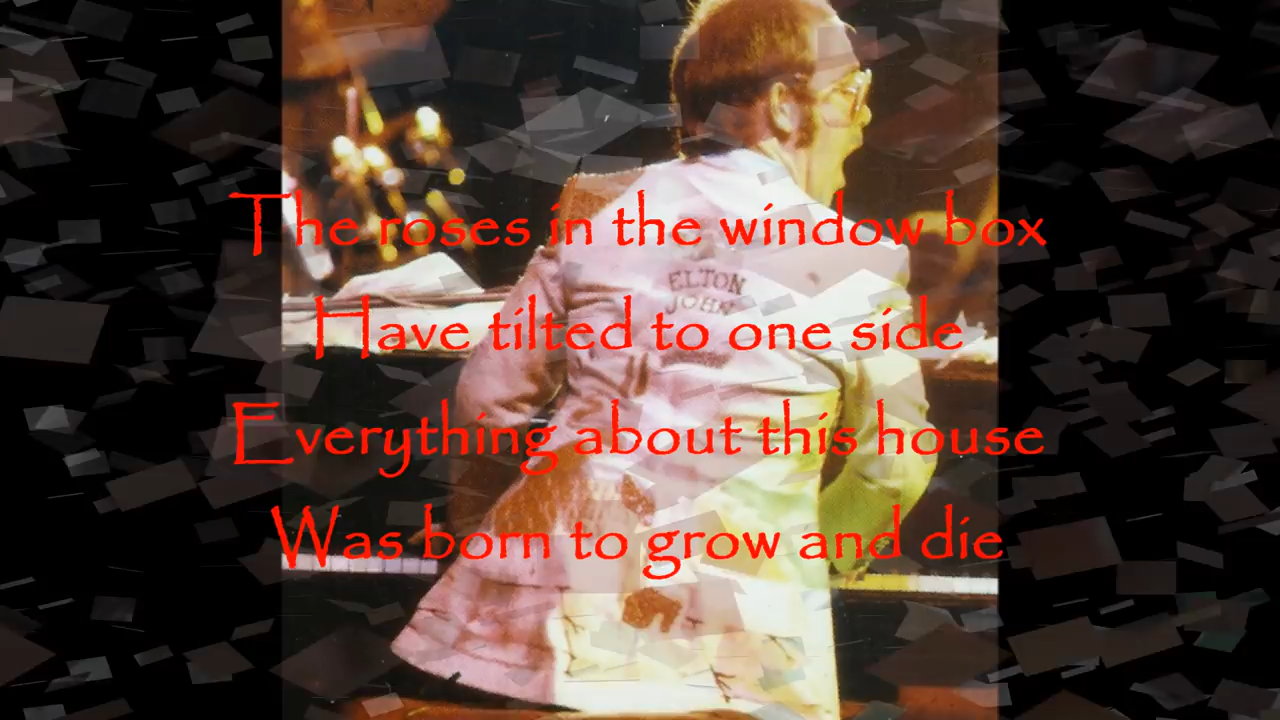 ELTON
JOHN
The roses in the window box
Have tilted to one side
Everything about this house
Was born to grow and die